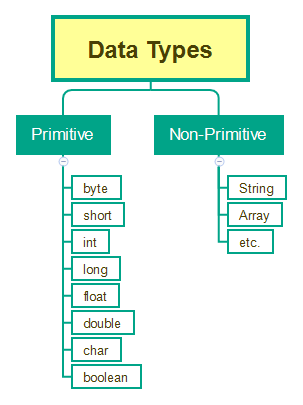 Data Types
Primitive
byte
short
int
long
float
double
char
boolean
Non-Primitive
String
Array
etc.